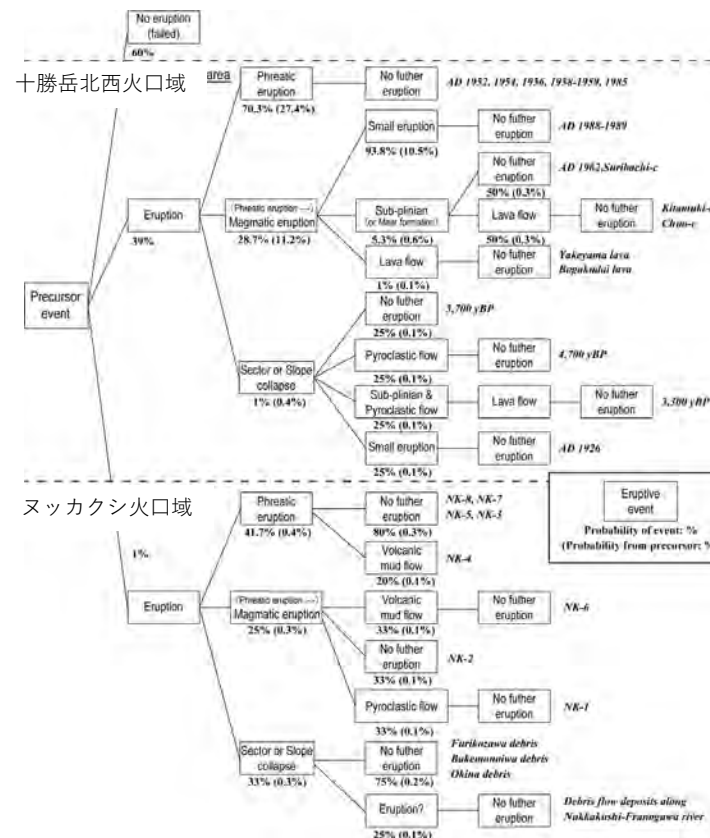 No eruption
(failed)
60%
十勝岳北西火口域
area
Phreatic
eruption
70.3% (27.4%)
No futher
eruption
AD 1952, 1954, 1956, 1958-1959, 1985
Small eruption
93.8% (10.5%)
No futher
eruption
AD 1988-1989
No futher
eruption
50% (0.3%)
AD 1962,Suribachi-c
Eruption
39%
(Phreatic eruption ---)
Magmatic eruption
28.7% (11.2%)
Sub-plinian
(or Maar formation)
5.3% (0.6%)
Lava flow
50% (0.3%)
No futher
eruption
Lava flow
1% (0.1%)
No futher
eruption
Yakeyama lava
Precursor
event
No futher
eruption
25% (0.1%)
3,700 yBP
Sector or Slope
collapse
1% (0.4%)
Pyroclastic flow
25% (0.1%)
No futher
eruption
4,700 yBP
Sub-plinian &
Pyroclastic flow
25% (0.1%)
Lava flow
No futher
eruption
3,500 yBP
Small eruption
25% (0.1%)
No futher
eruption
AD 1926
ヌッカクシ火口域
Eruptive
event
Probability of event: %
(Probability from precursor: %
Phreatic
eruption
41.7% (0.4%)
No futher
eruption
80% (0.3%)
NK-8, NK-7
NK-5, NK-3
Volcanic
mud flow
20% (0.1%)
NK-4
1%
Eruption
(Phreatic eruption ---)
Magmatic eruption
25% (0.3%)
Volcanic
mud flow
33% (0.1%)
No futher
eruption
NK-6
No futher
eruption
33% (0.1%)
NK-2
Pyroclastic flow
33% (0.1%)
No futher
eruption
NK-1
Sector or Slope
collapse
33% (0.3%)
No futher
eruption
75% (0.2%)
Furikozawa debris
Bakemonoiwa debris
Okina debris
Eruption?
25% (0.1%)
No futher
eruption
Debris flow deposits along
Nukkakushi-Franogawa river